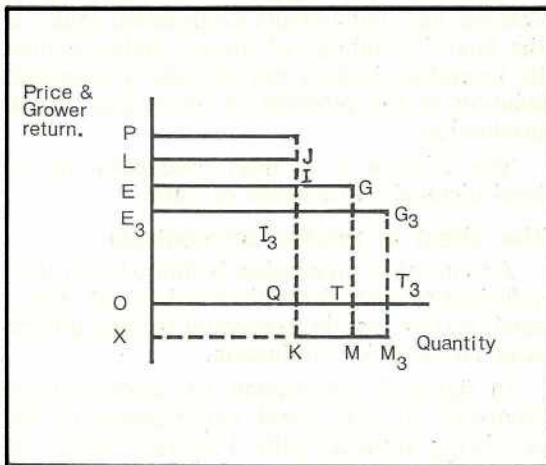 Price &
Grower
return.
P
L J
I
E G
E3 G3
I3
T3
O Q T
X Quantity
K M M3